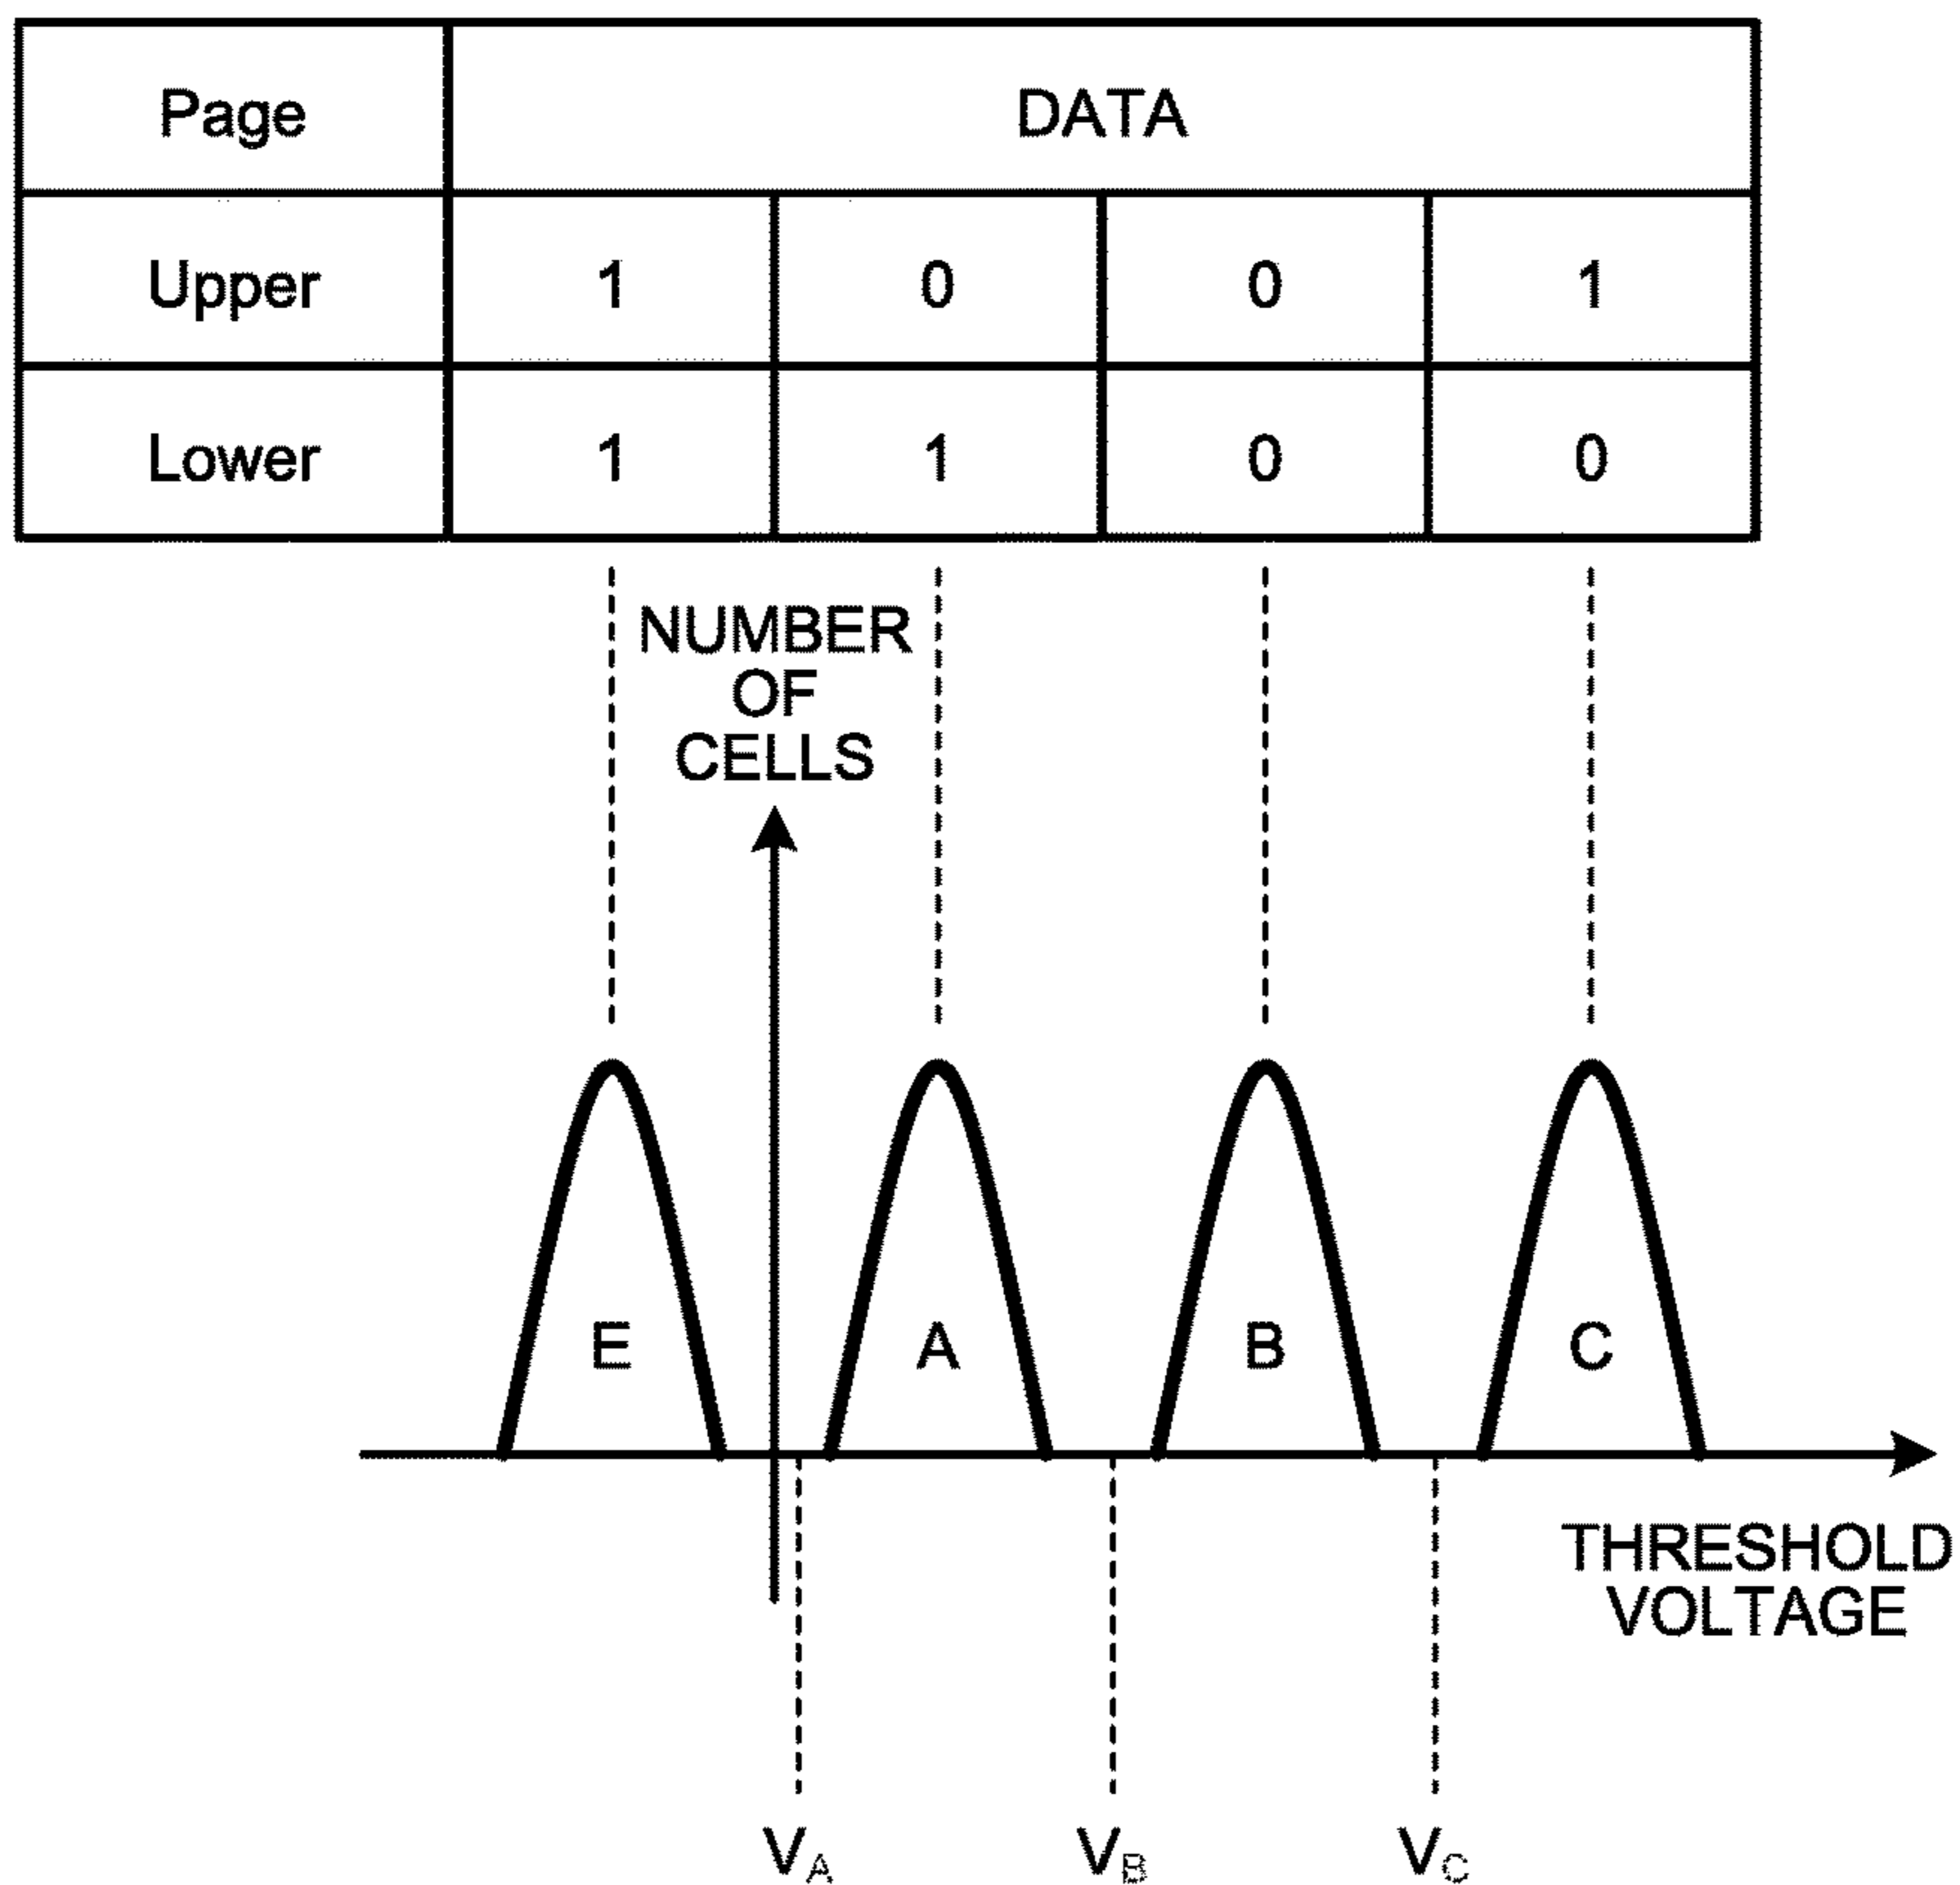 Page DATA
Upper 1 0 0 1
Lower 1 1 0 0
NUMBER
OF
CELLS
E A B C
THRESHOLD
VOLTAGE
VA VB VC